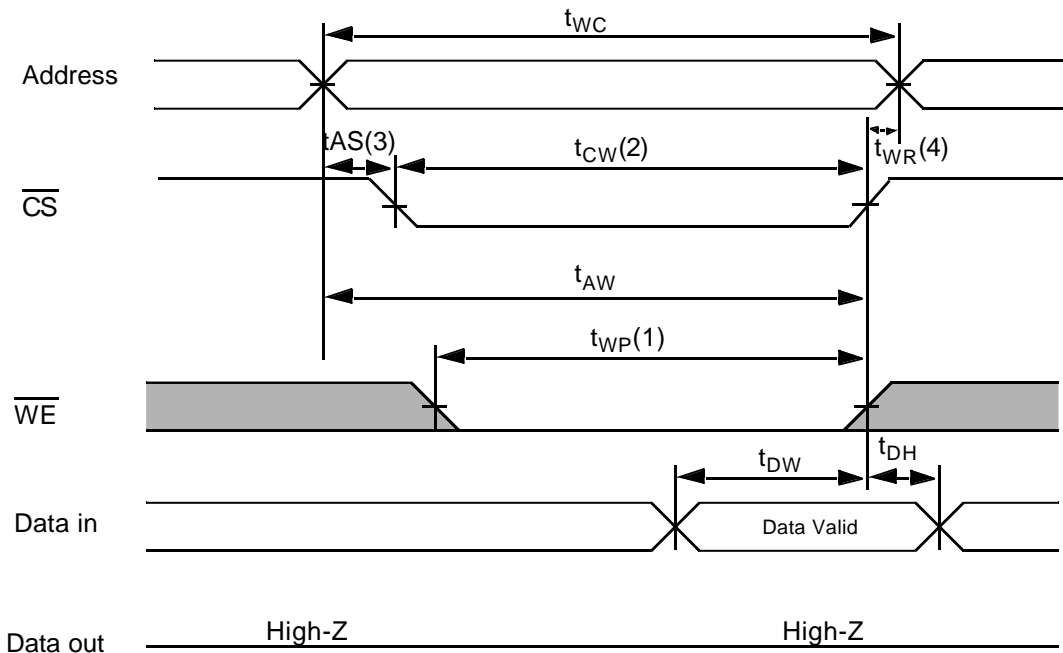 tWC
Address
tAS(3)
tCW(2)
tWR(4)
CS
tAW
tWP(1)
WE
tDW
tDH
Data in
Data Valid
Data out
High-Z
High-Z